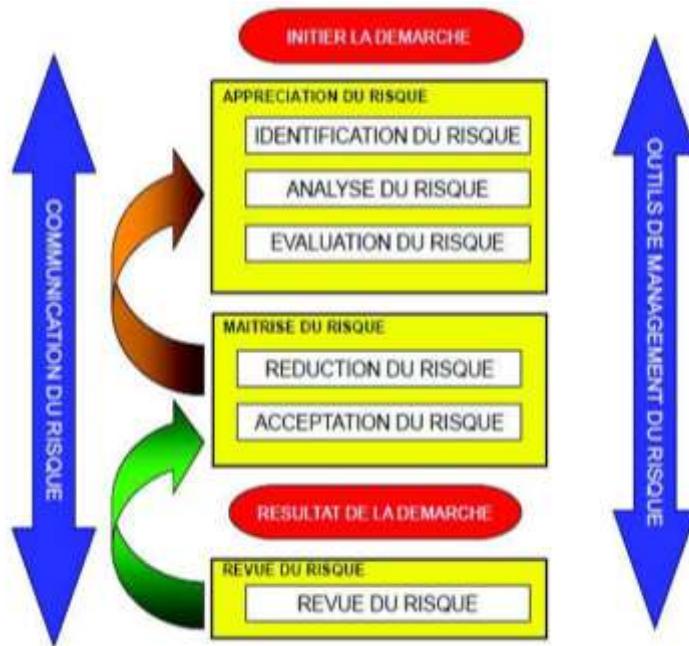 INITIER LA DEMARCHE
APPRECIATION DU RISQUE
IDENTIFICATION DU RISQUE
ANALYSE DU RISQUE
EVALUATION DU RISQUE
MAITRISE DU RISQUE
REDUCTION DU RISQUE
ACCEPTATION DU RISQUE
RESULTAT DE LA DEMARCHE
REVUE DU RISQUE
REVUE DU RISQUE
COMMUNICATION DU RISQUE
OUTILS DE MANAGEMENT DU RISQUE